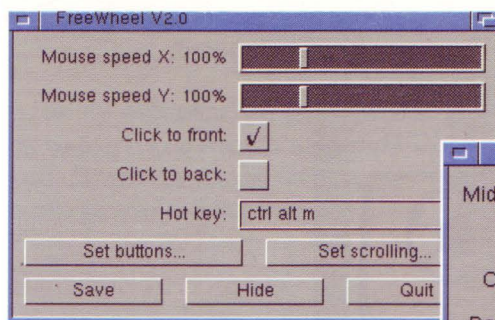 FreeWheel V2.0
Mouse speed X: 100%
Mouse speed Y: 100%
Click to front: √
Click to back:
Hot key: ctrl alt m
Set buttons... Set scrolling...
Save Hide Quit